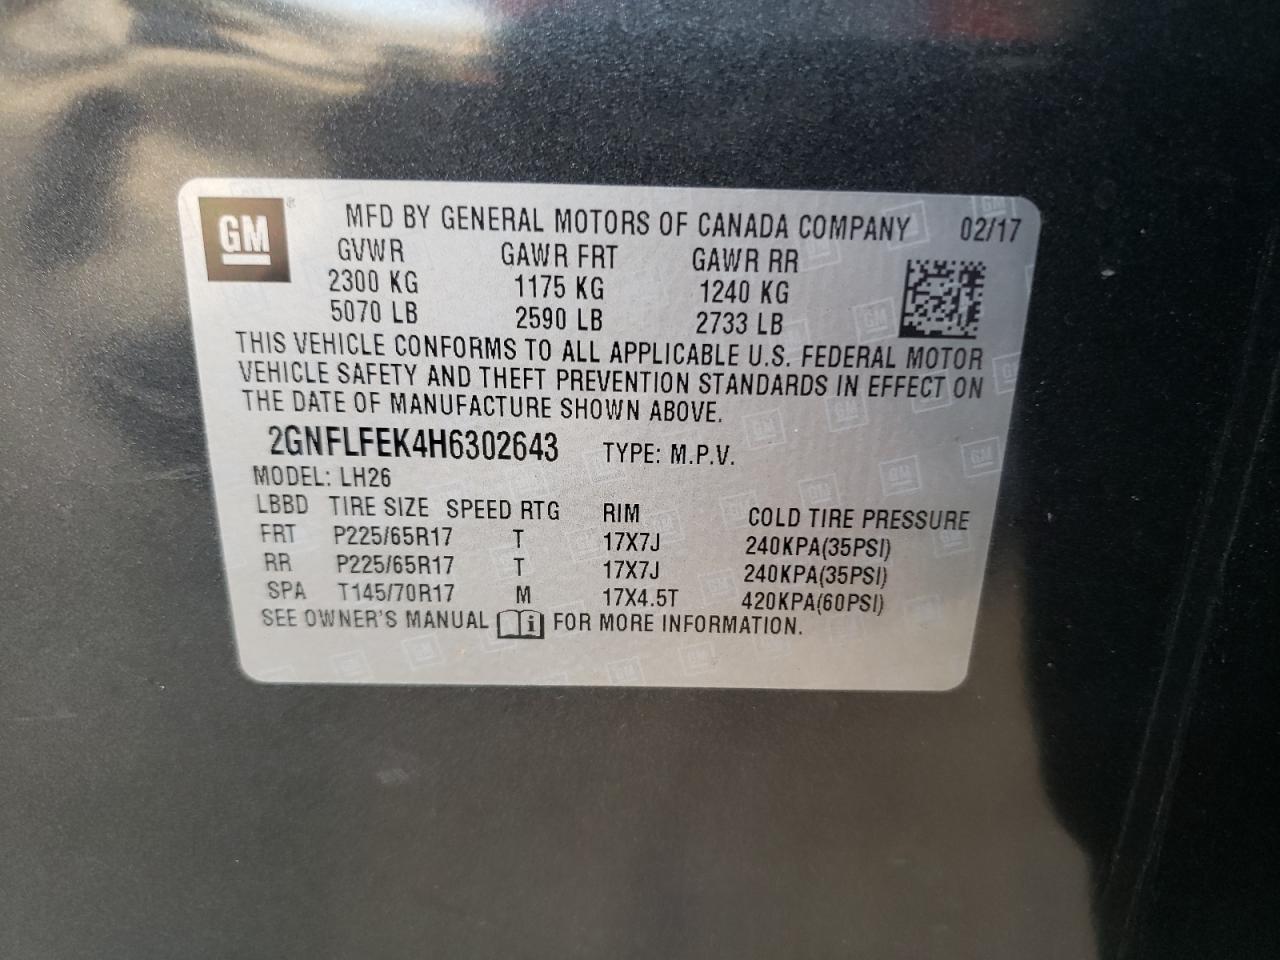 GM
MFD BY GENERAL MOTORS OF CANADA COMPANY 02/17
GVWR GAWR FRT GAWR RR
2300 KG 1175 KG 1240 KG
5070 LB 2590 LB 2733 LB
THIS VEHICLE CONFORMS TO ALL APPLICABLE U.S. FEDERAL MOTOR
VEHICLE SAFETY AND THEFT PREVENTION STANDARDS IN EFFECT ON
THE DATE OF MANUFACTURE SHOWN ABOVE.
2GNFLFEK4H6302643 TYPE: M.P.V.
MODEL: LH26
LBBD TIRE SIZE SPEED RTG RIM COLD TIRE PRESSURE
FRT P225/65R17 T 17X7J 240KPA(35PSI)
RR P225/65R17 T 17X7J 240KPA(35PSI)
SPA T145/70R17 M 17X4.5T 420KPA(60PSI)
SEE OWNER'S MANUAL i FOR MORE INFORMATION.